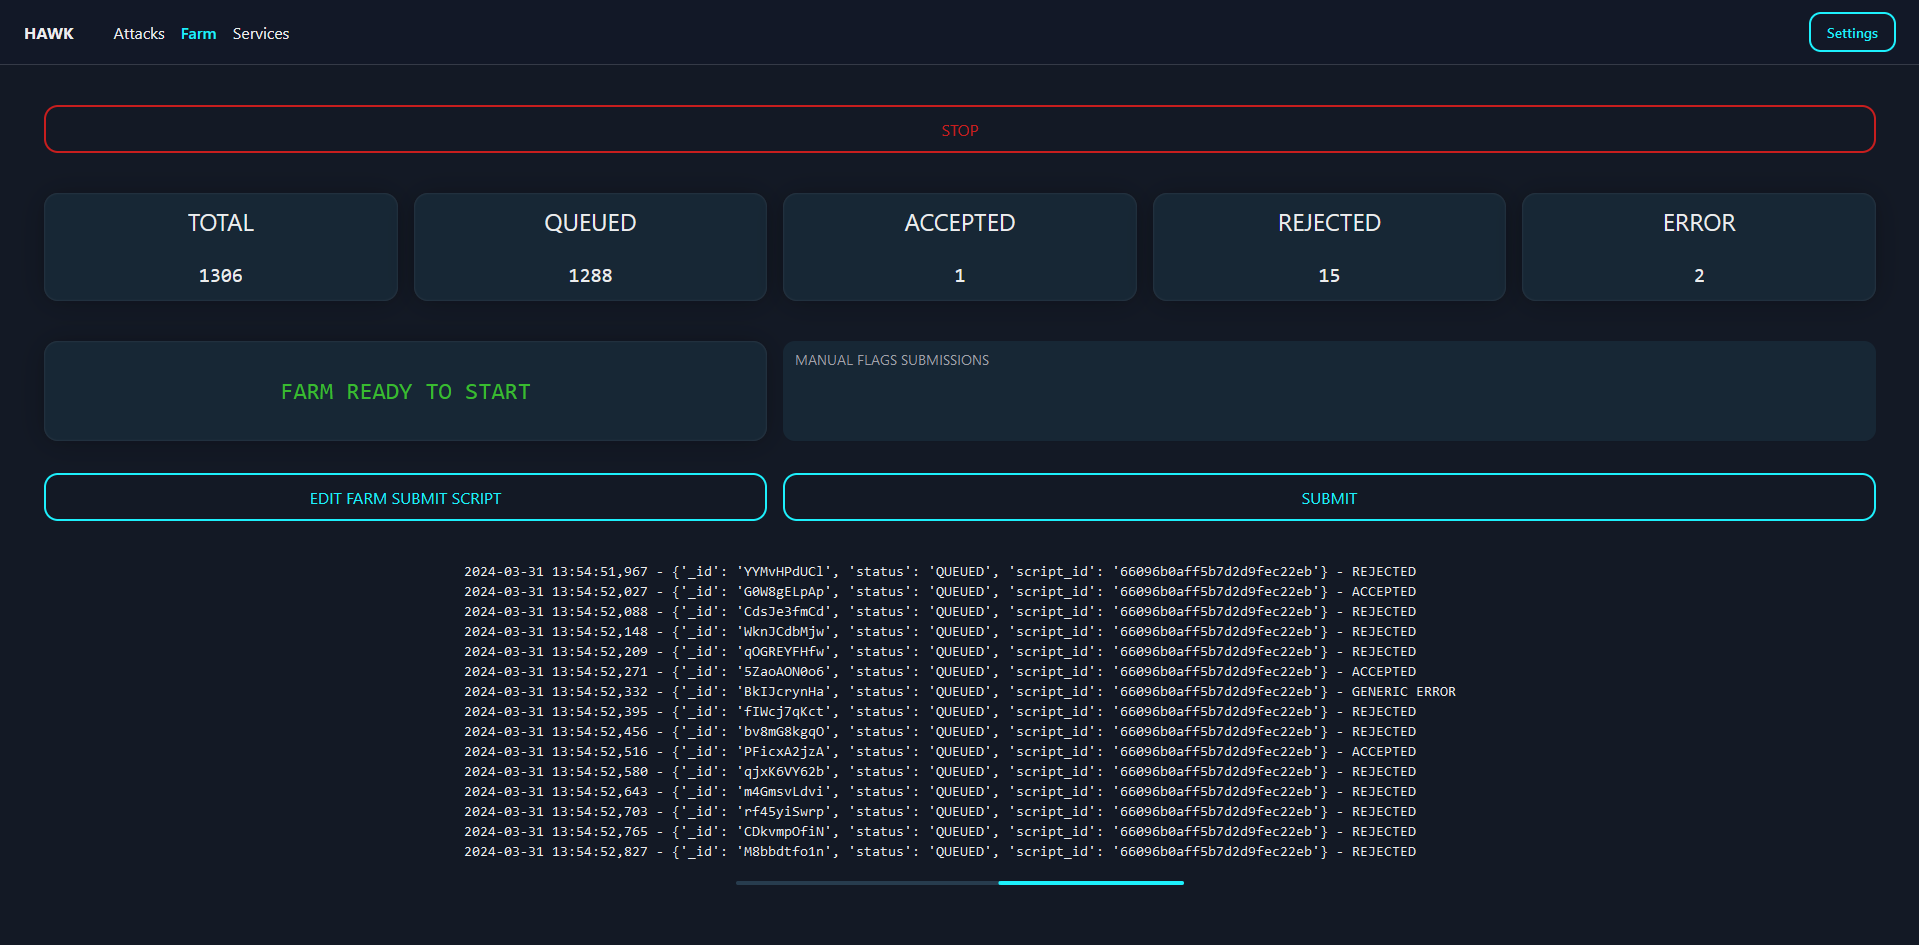 HAWK Attacks Farm Services Settings
STOP
TOTAL QUEUED ACCEPTED REJECTED ERROR
1306 1288 1 15 2
MANUAL FLAGS SUBMISSIONS
FARM READY TO START
EDIT FARM SUBMIT SCRIPT SUBMIT
2024-03-31 13:54:51,967 - {'_id': 'YYMvHPdUCl', 'status': 'QUEUED', 'script_id': '66096b0aff5b7d2d9fec22eb'} - REJECTED
2024-03-31 13:54:52,027 - {'_id': 'G0W8gELpAp', 'status': 'QUEUED', 'script_id': '66096b0aff5b7d2d9fec22eb'} - ACCEPTED
2024-03-31 13:54:52,088 - {'_id': 'CdsJe3fmCd', 'status': 'QUEUED', 'script_id': '66096b0aff5b7d2d9fec22eb'} - REJECTED
2024-03-31 13:54:52,148 - {'_id': 'WknJCdbMjw', 'status': 'QUEUED', 'script_id': '66096b0aff5b7d2d9fec22eb'} - REJECTED
2024-03-31 13:54:52,209 - {'_id': 'qOGREYFHfw', 'status': 'QUEUED', 'script_id': '66096b0aff5b7d2d9fec22eb'} - REJECTED
2024-03-31 13:54:52,271 - {'_id': '5ZaoAON0o6', 'status': 'QUEUED', 'script_id': '66096b0aff5b7d2d9fec22eb'} - ACCEPTED
2024-03-31 13:54:52,332 - {'_id': 'BkIJcrynHa', 'status': 'QUEUED', 'script_id': '66096b0aff5b7d2d9fec22eb'} - GENERIC ERROR
2024-03-31 13:54:52,395 - {'_id': 'fIWcj7qKct', 'status': 'QUEUED', 'script_id': '66096b0aff5b7d2d9fec22eb'} - REJECTED
2024-03-31 13:54:52,456 - {'_id': 'bv8mG8kgqO', 'status': 'QUEUED', 'script_id': '66096b0aff5b7d2d9fec22eb'} - REJECTED
2024-03-31 13:54:52,516 - {'_id': 'PFicxA2jzA', 'status': 'QUEUED', 'script_id': '66096b0aff5b7d2d9fec22eb'} - ACCEPTED
2024-03-31 13:54:52,580 - {'_id': 'qjxK6VY62b', 'status': 'QUEUED', 'script_id': '66096b0aff5b7d2d9fec22eb'} - REJECTED
2024-03-31 13:54:52,643 - {'_id': 'm4GmsvLdvi', 'status': 'QUEUED', 'script_id': '66096b0aff5b7d2d9fec22eb'} - REJECTED
2024-03-31 13:54:52,703 - {'_id': 'rf45yiSwrp', 'status': 'QUEUED', 'script_id': '66096b0aff5b7d2d9fec22eb'} - REJECTED
2024-03-31 13:54:52,765 - {'_id': 'CDkvmpOfiN', 'status': 'QUEUED', 'script_id': '66096b0aff5b7d2d9fec22eb'} - REJECTED
2024-03-31 13:54:52,827 - {'_id': 'M8bbdtfo1n', 'status': 'QUEUED', 'script_id': '66096b0aff5b7d2d9fec22eb'} - REJECTED